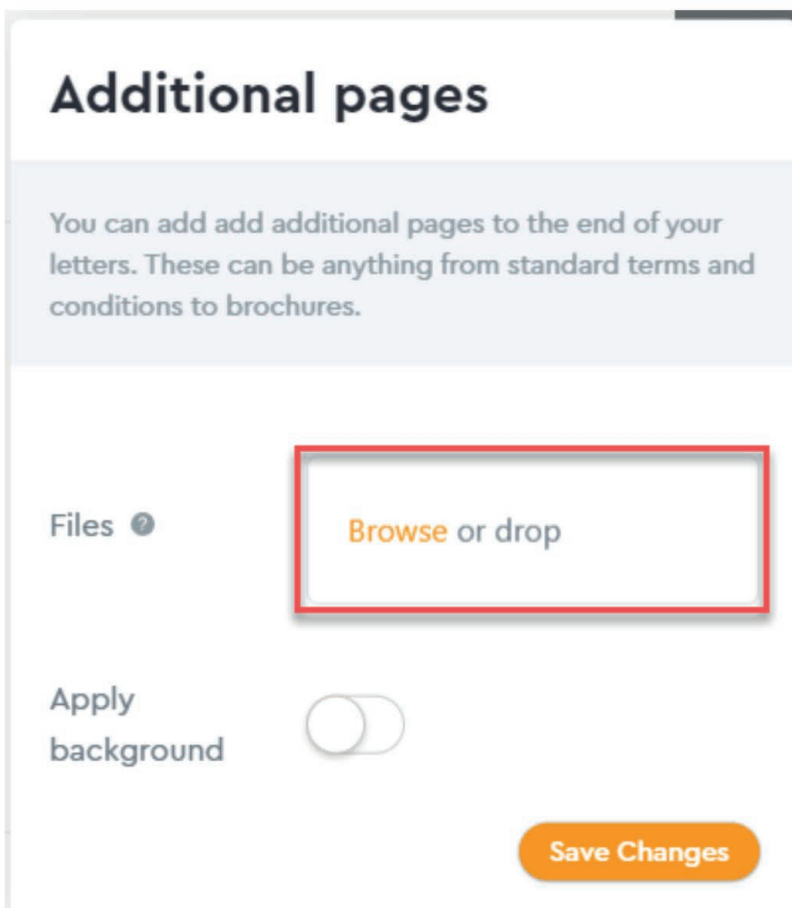 Additional pages
You can add add additional pages to the end of your
letters. These can be anything from standard terms and
conditions to brochures.
Files ?
Browse or drop
Apply
background
Save Changes